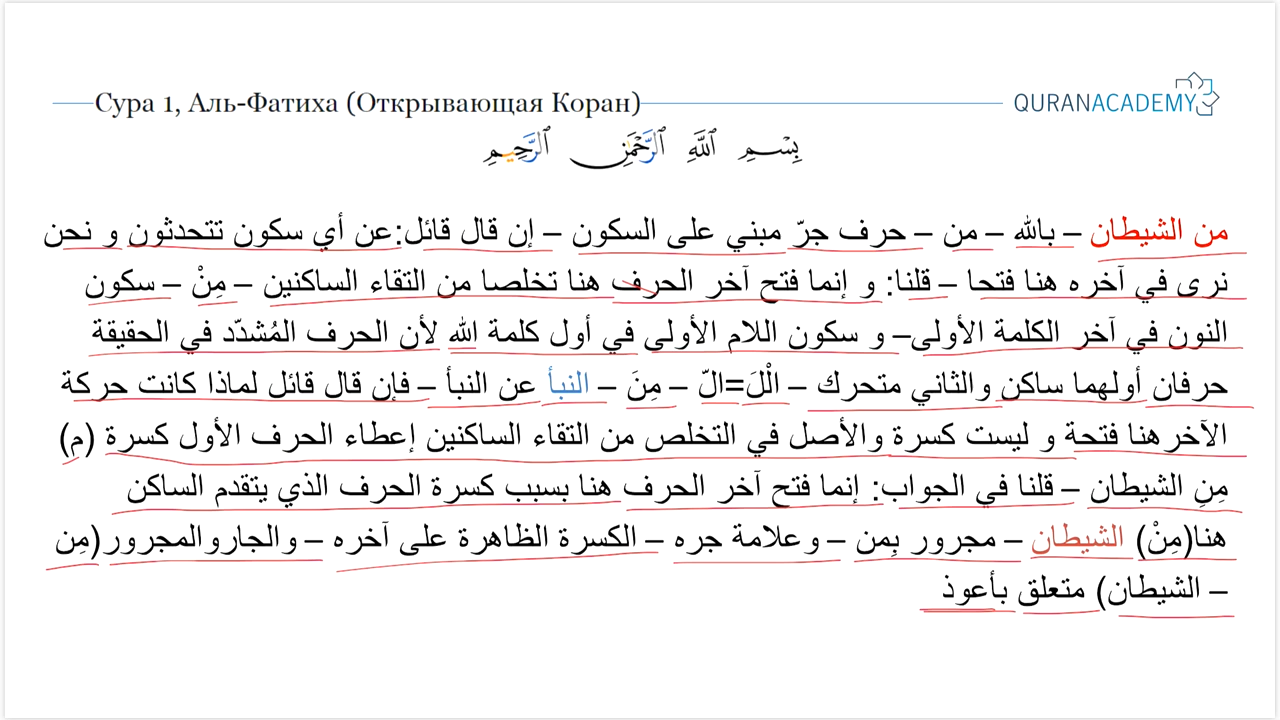 Сура 1, Аль-Фатиха (Открывающая Коран)
QURANACADEMY
بِسْمِ ٱللَّهِ ٱلرَّحْمَٰنِ ٱلرَّحِيمِ
من الشيطان – بالله – من – حرف جرّ مبني على السكون – إن قال قائل:عن أي سكون تتحدثون و نحن
نرى في آخره هنا فتحا – قلنا: و إنما فتح آخر الحرف هنا تخلصا من التقاء الساكنين – مِنْ – سكون
النون في آخر الكلمة الأولى– و سكون اللام الأولى في أول كلمة الله لأن الحرف المُشدّد في الحقيقة
حرفان أولهما ساكن والثاني متحرك – الْلَ=الّ – مِنَ – النبأ عن النبأ – فإن قال قائل لماذا كانت حركة
الآخرهنا فتحة و ليست كسرة والأصل في التخلص من التقاء الساكنين إعطاء الحرف الأول كسرة (م)
مِنِ الشيطان – قلنا في الجواب: إنما فتح آخر الحرف هنا بسبب كسرة الحرف الذي يتقدم الساكن
هنا(مِنْ) الشيطان – مجرور بِمن – وعلامة جره – الكسرة الظاهرة على آخره – والجاروالمجرور(مِن
– الشيطان) متعلق بأعوذ